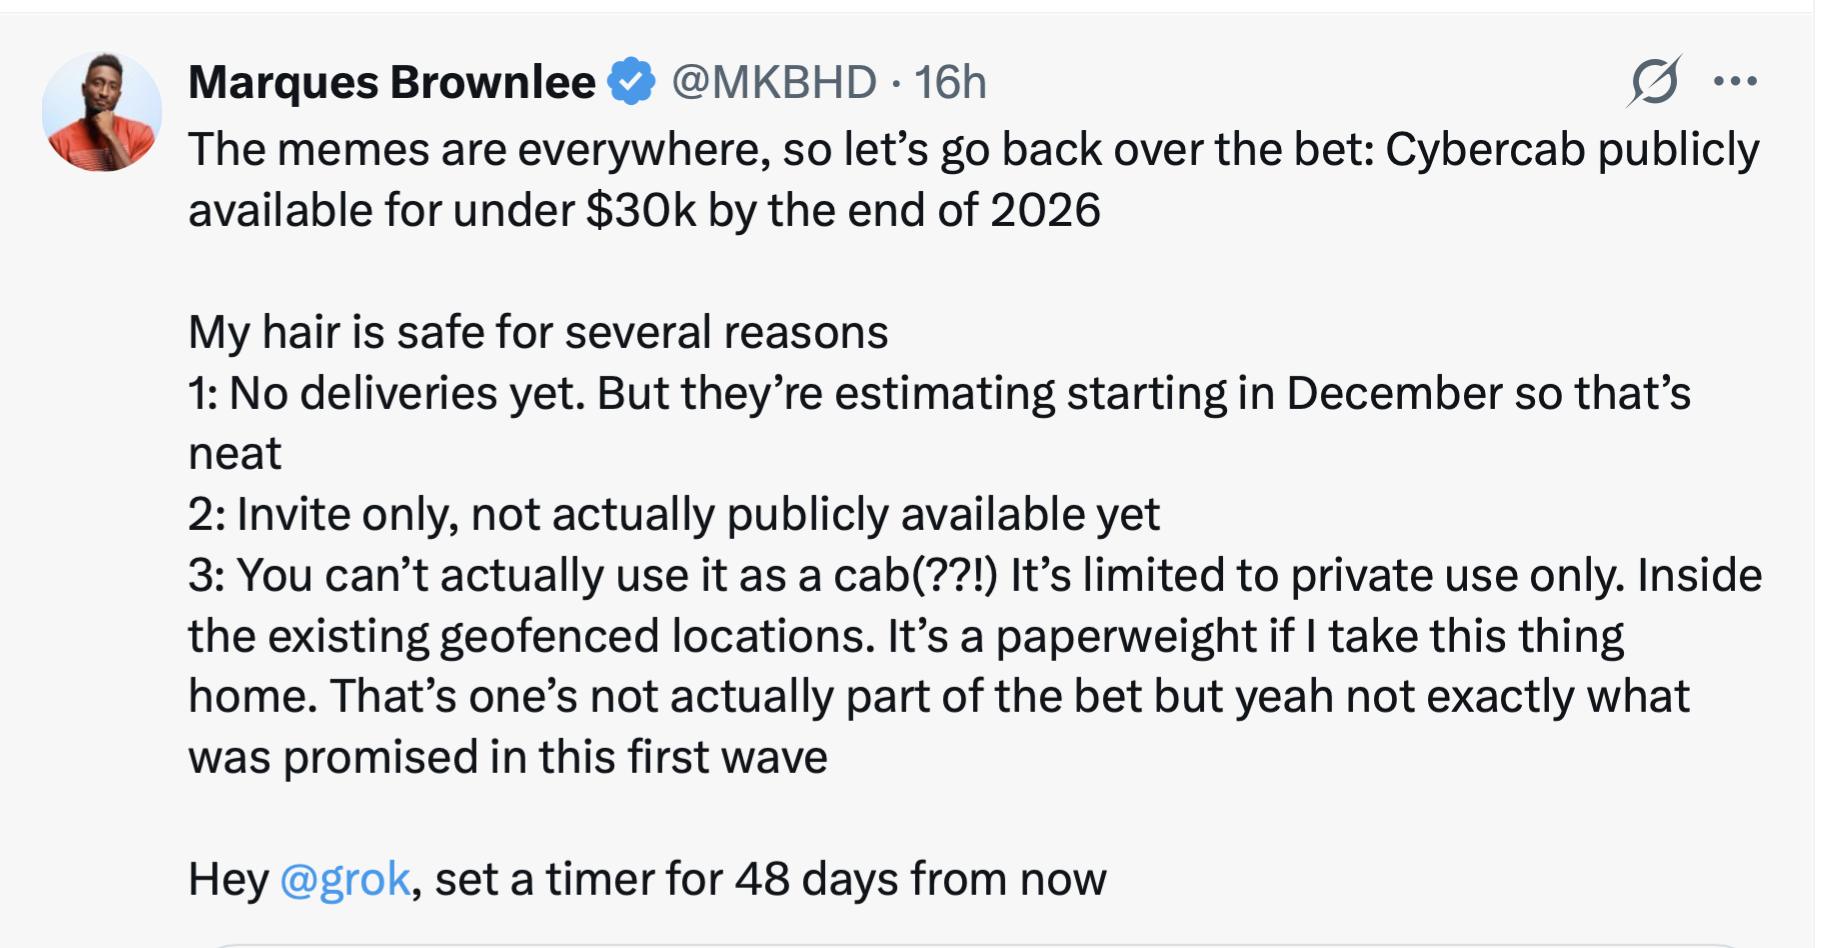 Marques Brownlee @MKBHD · 16h
The memes are everywhere, so let’s go back over the bet: Cybercab publicly
available for under $30k by the end of 2026
My hair is safe for several reasons
1: No deliveries yet. But they’re estimating starting in December so that’s
neat
2: Invite only, not actually publicly available yet
3: You can’t actually use it as a cab(??!) It’s limited to private use only. Inside
the existing geofenced locations. It’s a paperweight if I take this thing
home. That’s one’s not actually part of the bet but yeah not exactly what
was promised in this first wave
Hey @grok, set a timer for 48 days from now